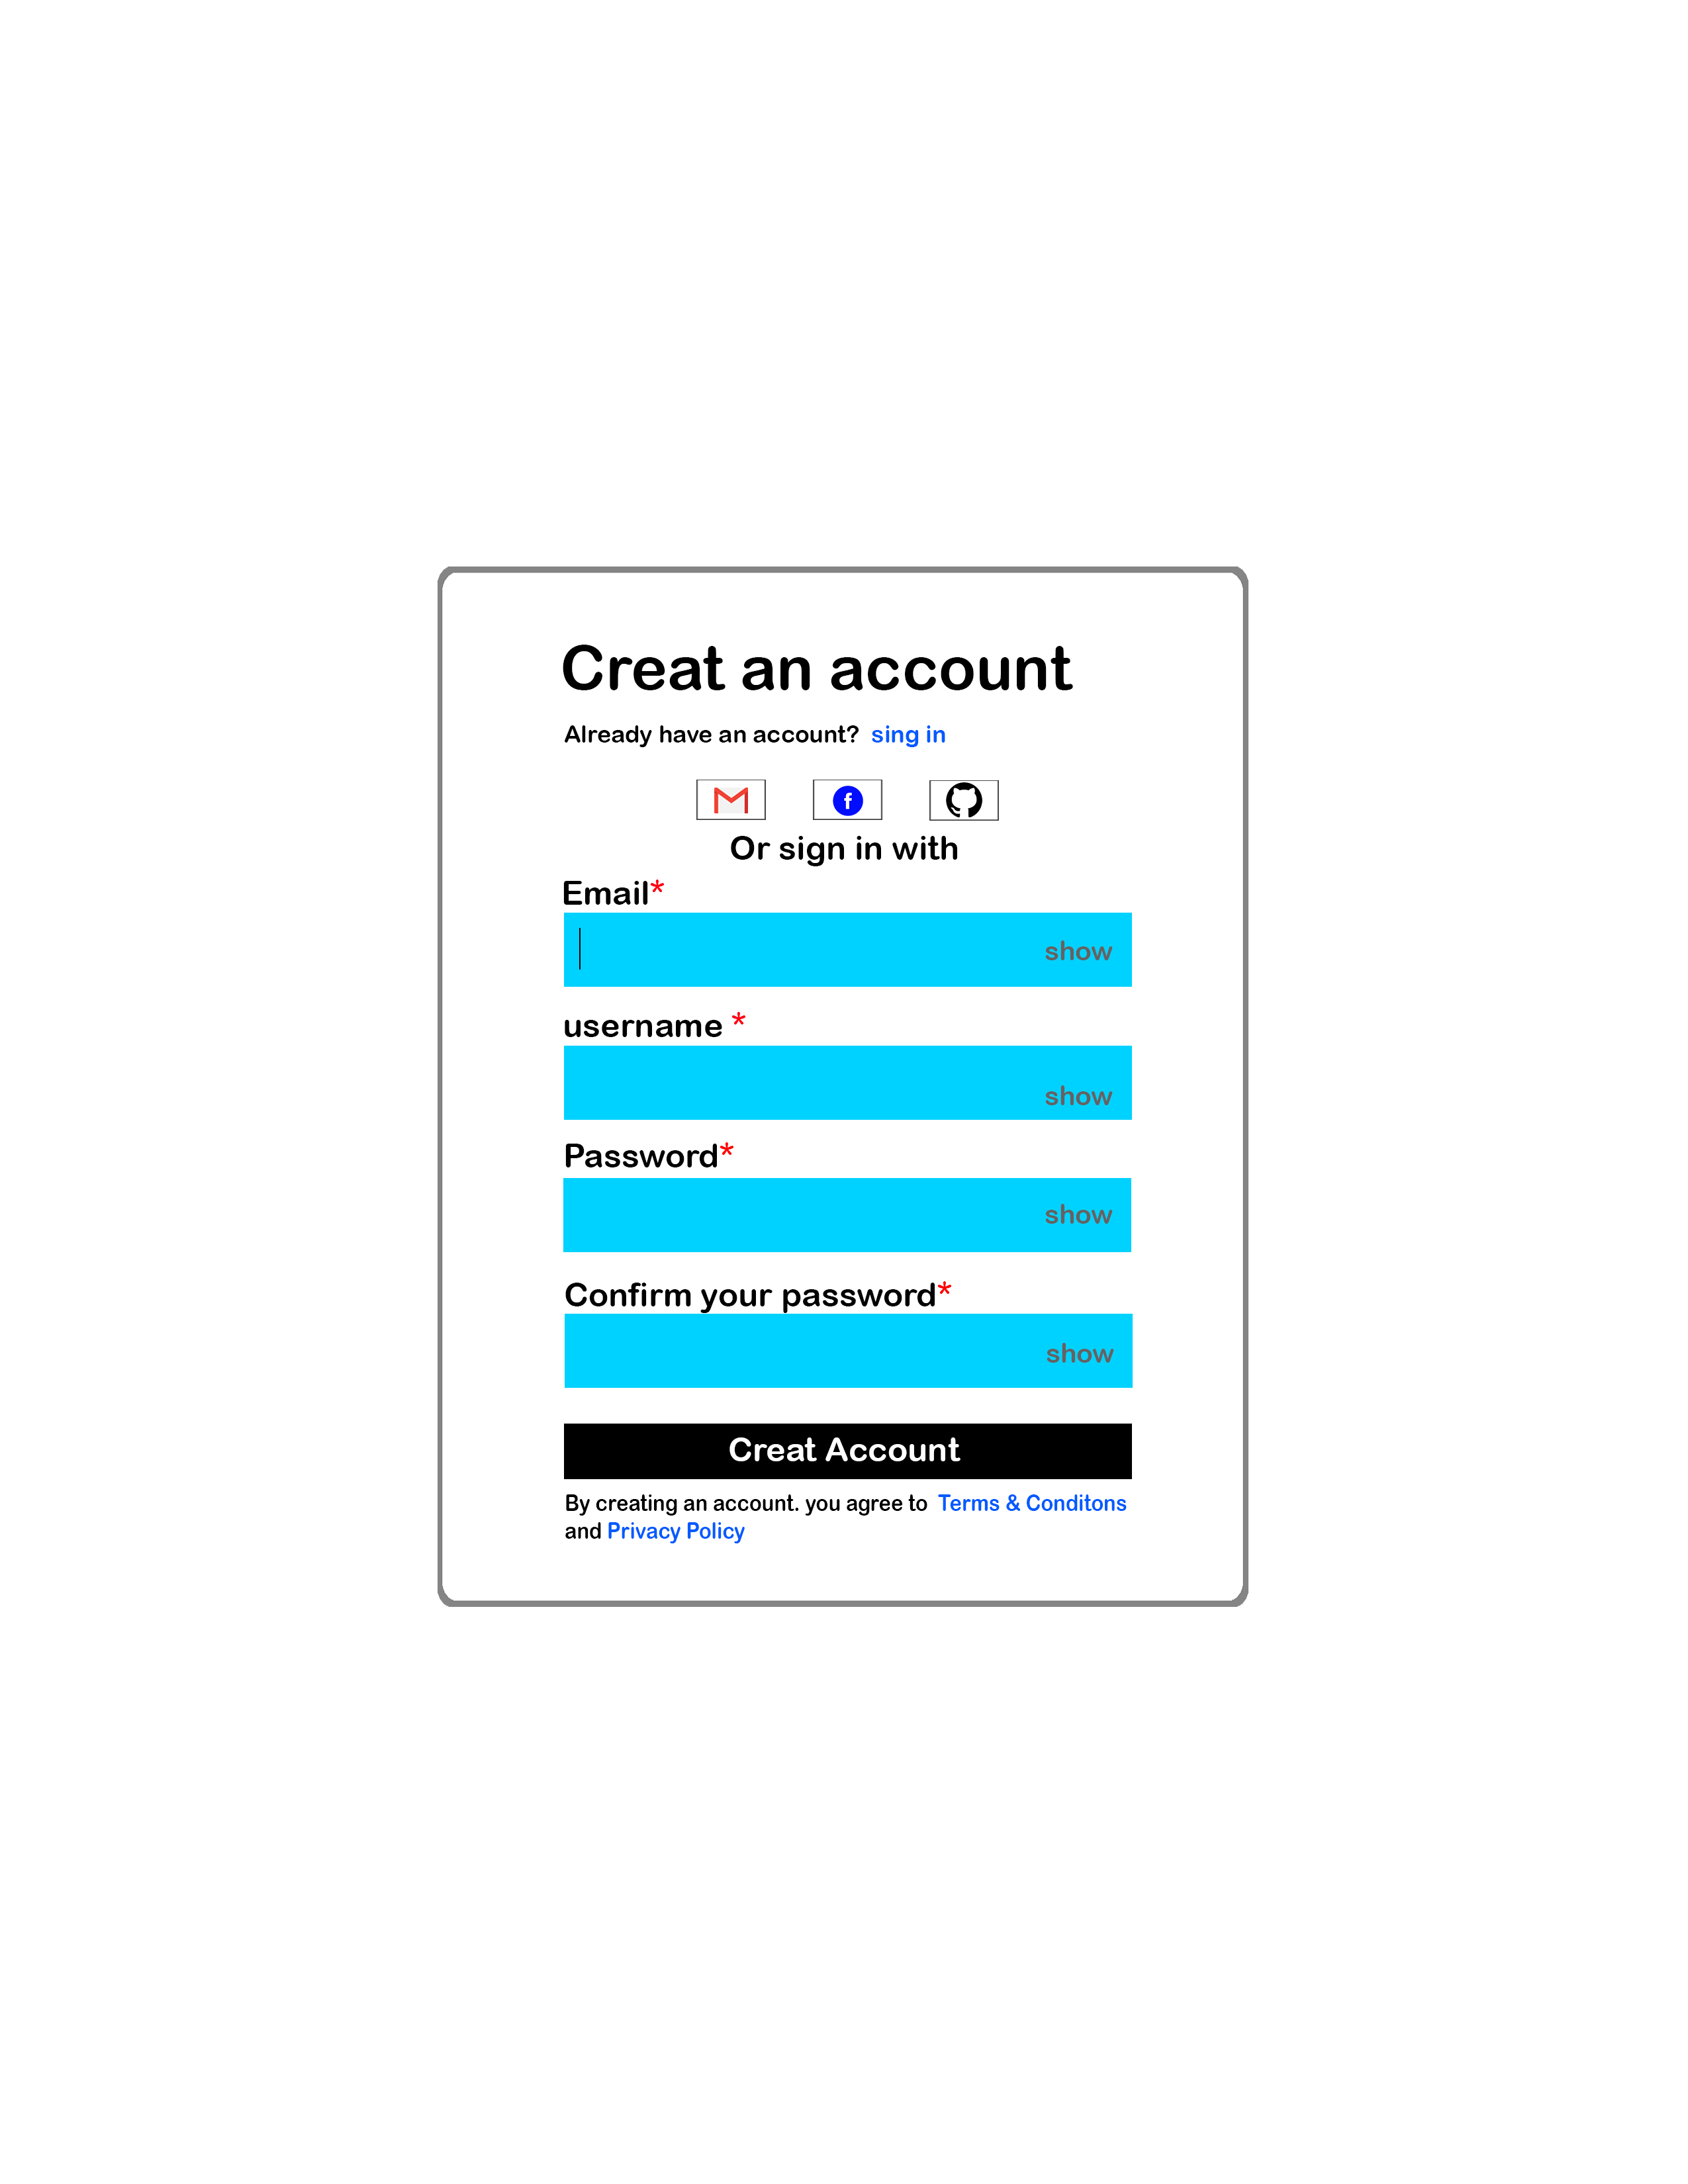 Creat an account
Already have an account? sing in
Or sign in with
Email*
show
username *
show
Password*
show
Confirm your password*
show
Creat Account
By creating an account. you agree to Terms & Conditons
and Privacy Policy